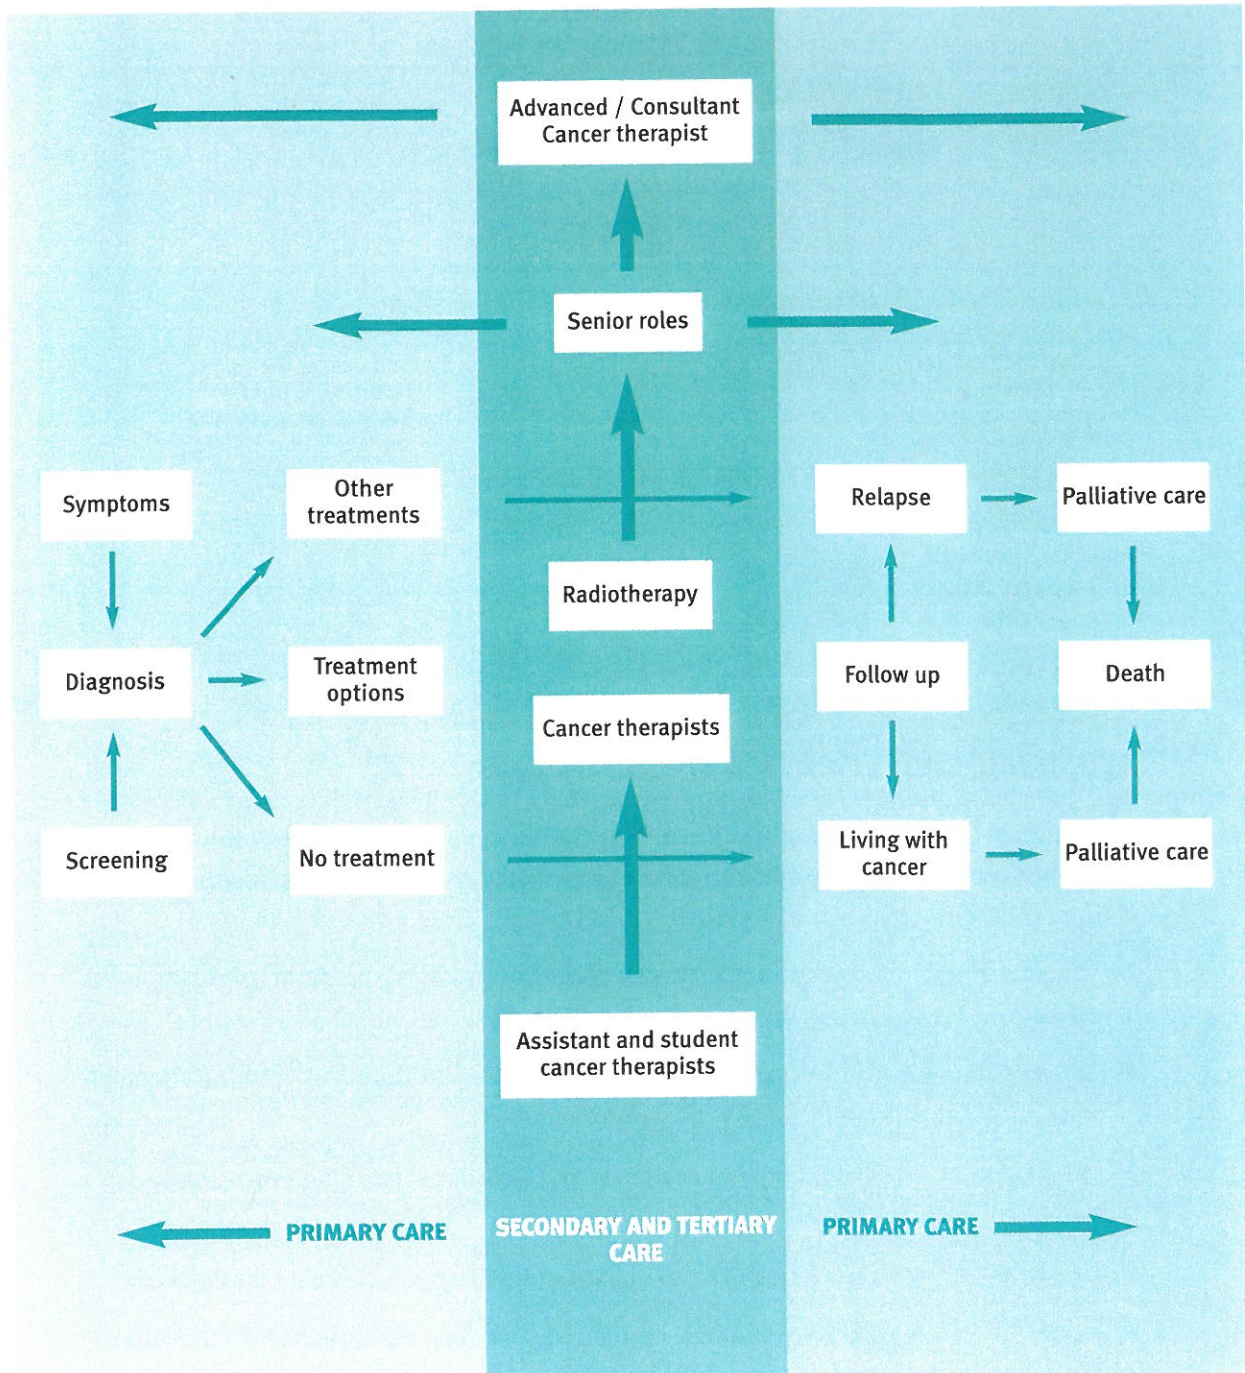 Advanced / Consultant
Cancer therapist
Senior roles
Symptoms
Other
treatments
Relapse
Palliative care
Radiotherapy
Diagnosis
Treatment
options
Follow up
Death
Cancer therapists
Screening
No treatment
Living with
cancer
Palliative care
Assistant and student
cancer therapists
PRIMARY CARE
SECONDARY AND TERTIARY
CARE
PRIMARY CARE